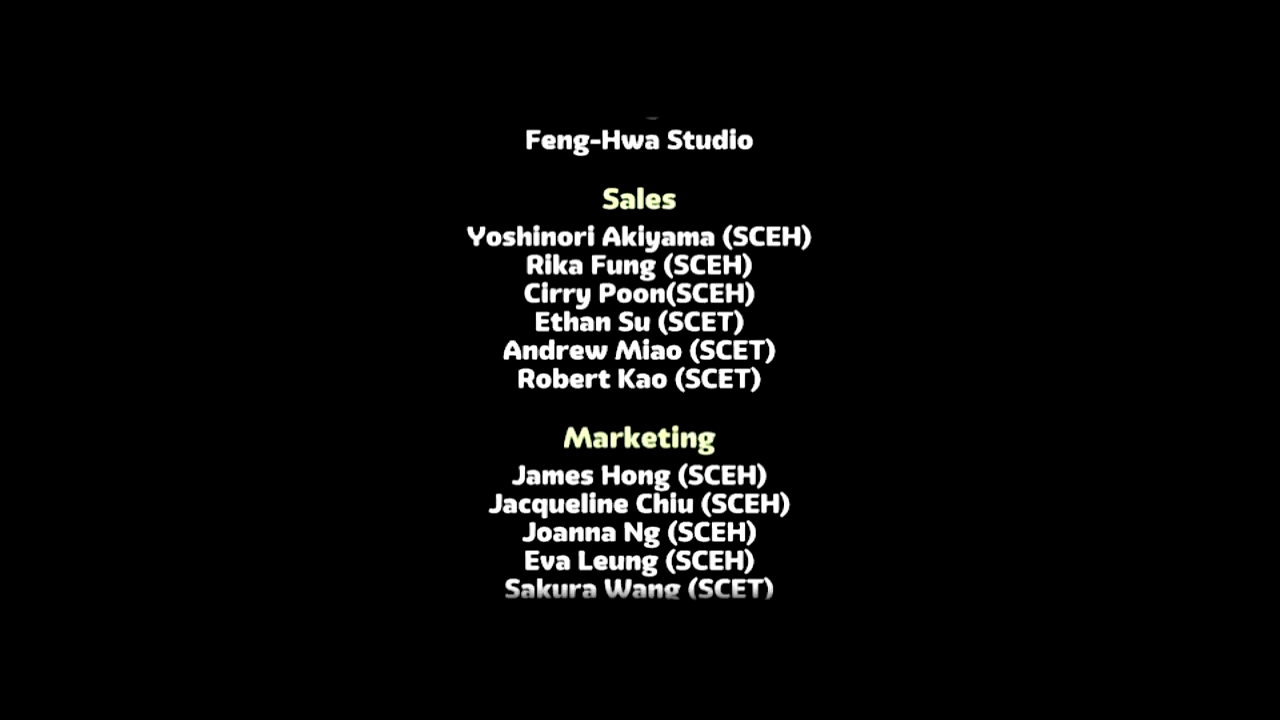 Feng-Hwa Studio
Sales
Yoshinori Akiyama (SCEH)
Rika Fung (SCEH)
Cirry Poon(SCEH)
Ethan Su (SCET)
Andrew Miao (SCET)
Robert Kao (SCET)
Marketing
James Hong (SCEH)
Jacqueline Chiu (SCEH)
Joanna Ng (SCEH)
Eva Leung (SCEH)
Sakura Wang (SCET)